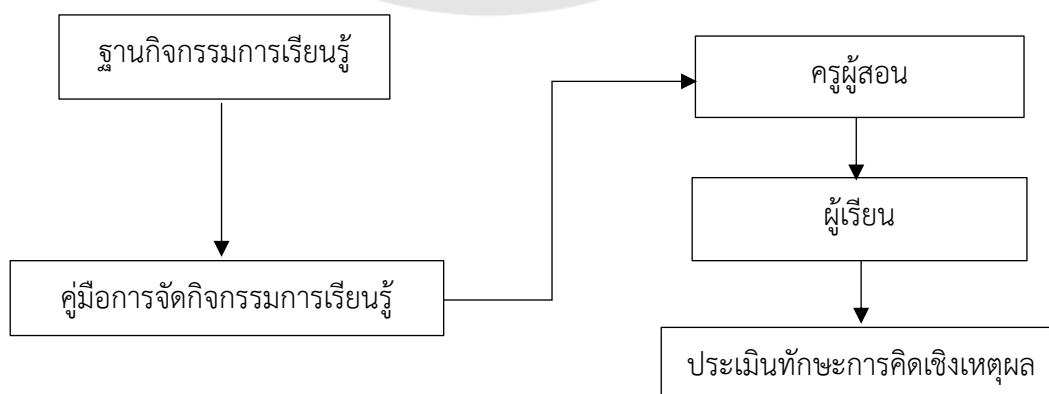 ฐานกิจกรรมการเรียนรู้
คู่มือการจัดกิจกรรมการเรียนรู้
ครูผู้สอน
ผู้เรียน
ประเมินทักษะการคิดเชิงเหตุผล